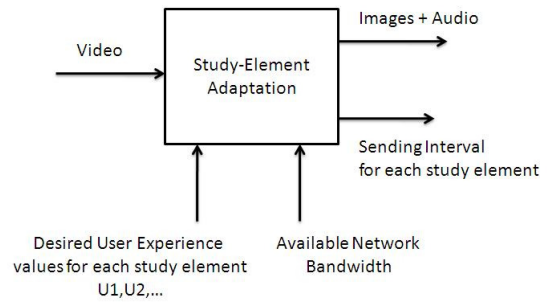 Images + Audio
Video
Study-Element
Adaptation
Sending Interval
for each study element
Desired User Experience
values for each study element
U1,U2,...
Available Network
Bandwidth